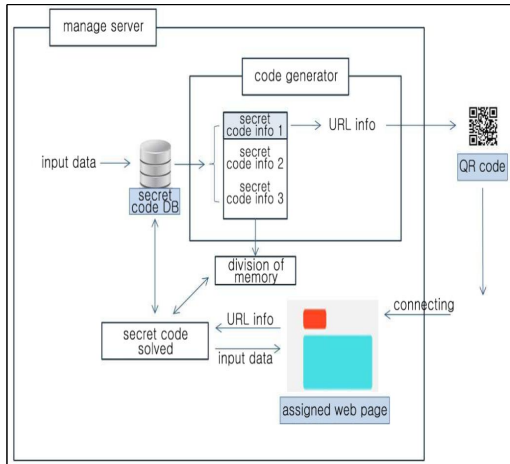 manage server
code generator
secret
code info 1
URL info
secret
code info 2
secret
code info 3
input data
secret
code DB
QR code
division of
memory
connecting
URL info
secret code
solved
input data
assigned web page